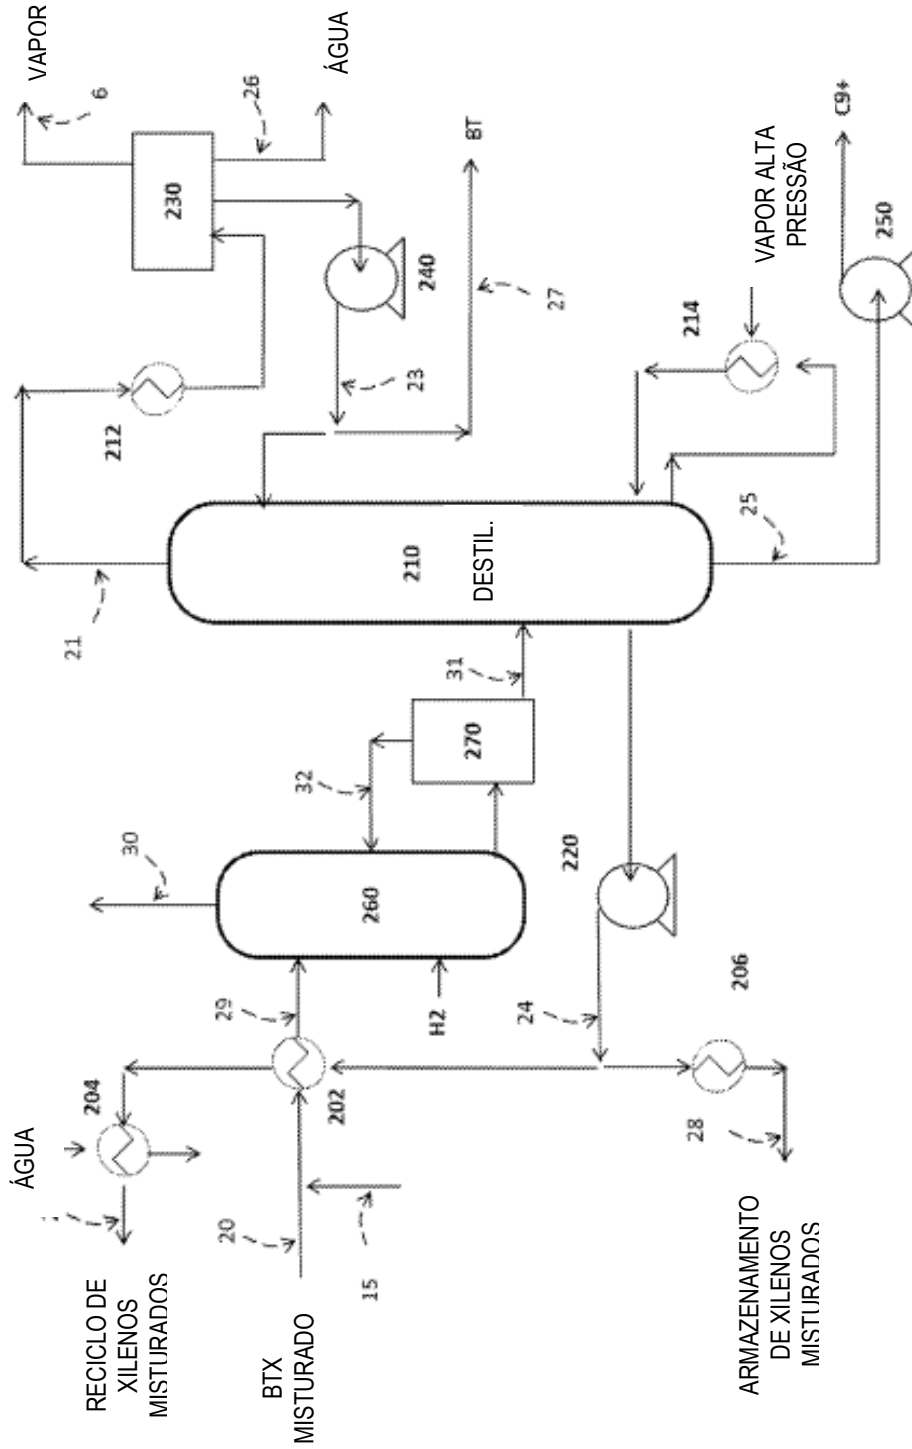 RECICLO DE
XILENOS
MISTURADOS
ÁGUA
204
BTX
MISTURADO
20
15
202
29
H2
30
260
32
270
31
21
210
DESTIL.
212
230
VAPOR
6
ÁGUA
26
240
23
27
BT
214
VAPOR ALTA
PRESSÃO
25
250
C9+
220
24
206
28
ARMAZENAMENTO
DE XILENOS
MISTURADOS